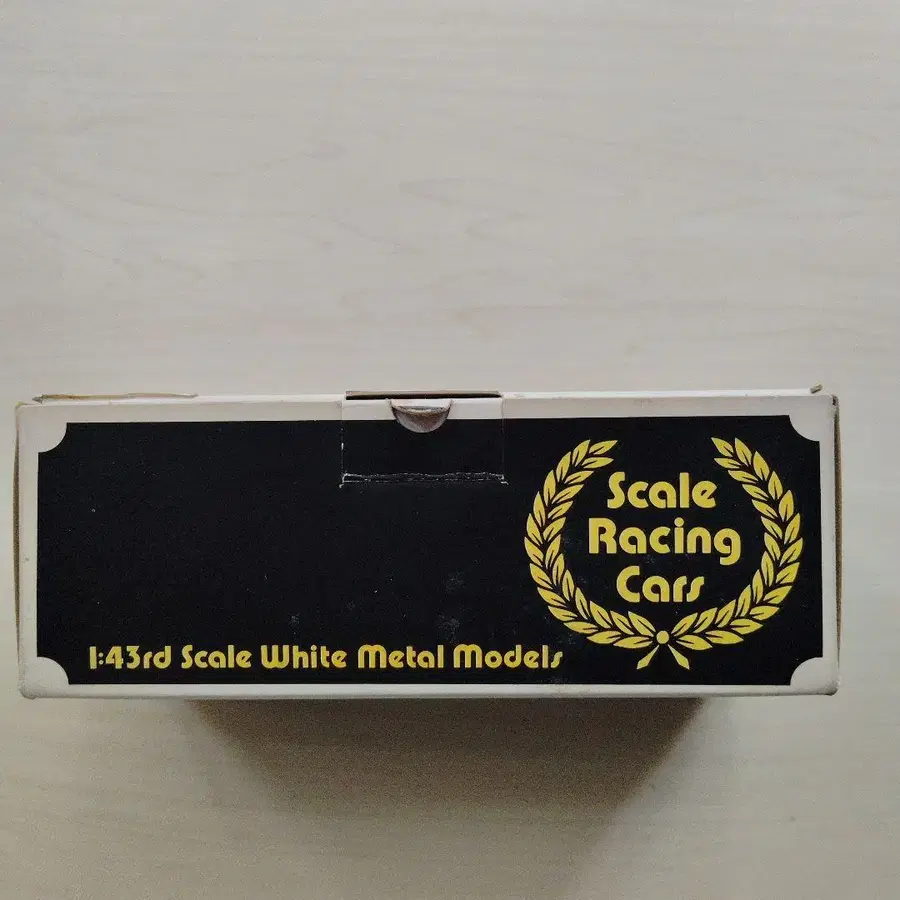 Scale
Racing
Cars
1:43rd Scale White Metal Models